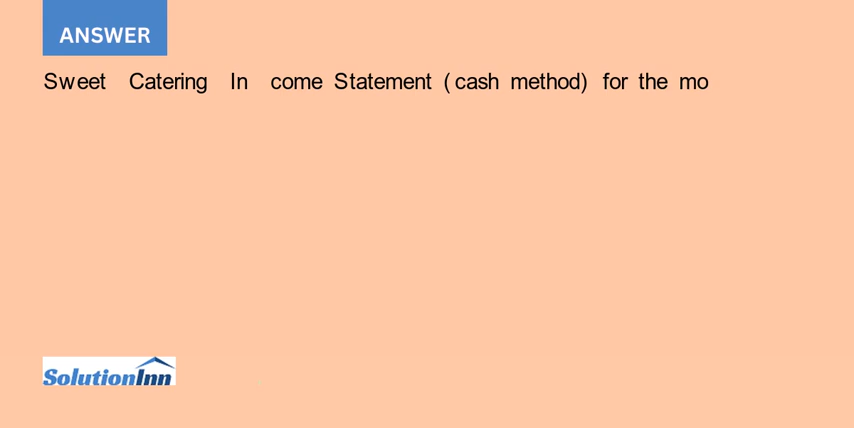 ANSWER
Sweet Catering In come Statement ( cash method) for the mo
SolutionInn